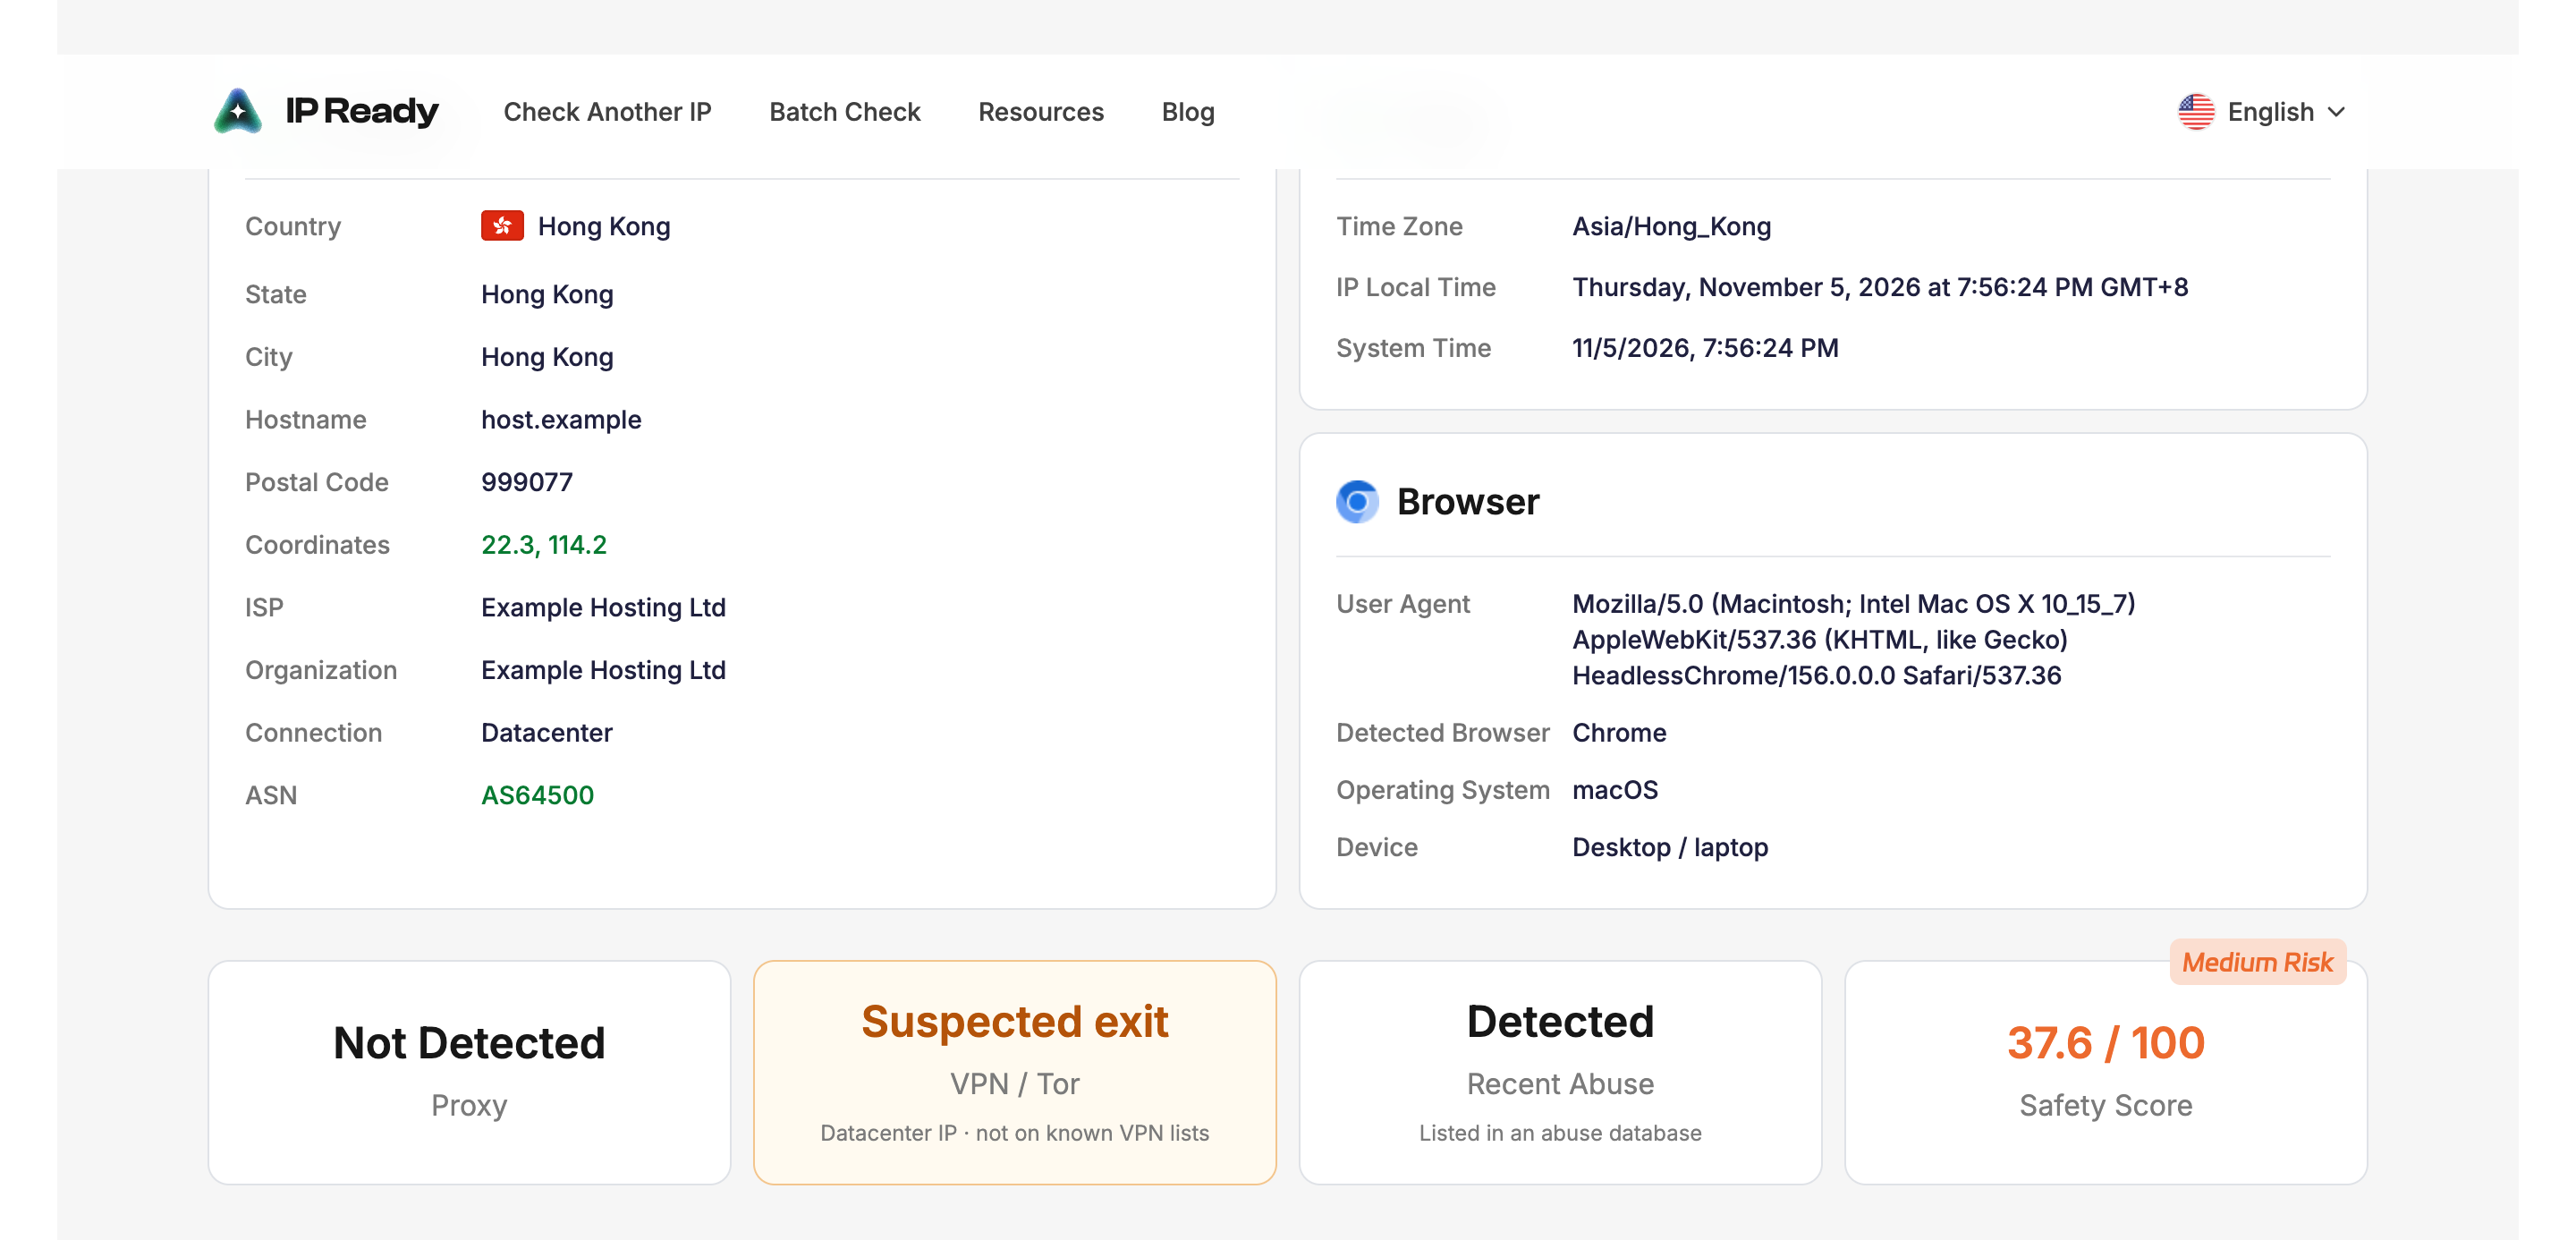 IP Ready
Check Another IP
Batch Check
Resources
Blog
English
Country
Hong Kong
State
Hong Kong
City
Hong Kong
Hostname
host.example
Postal Code
999077
Coordinates
22.3, 114.2
ISP
Example Hosting Ltd
Organization
Example Hosting Ltd
Connection
Datacenter
ASN
AS64500
Time Zone
Asia/Hong_Kong
IP Local Time
Thursday, November 5, 2026 at 7:56:24 PM GMT+8
System Time
11/5/2026, 7:56:24 PM
Browser
User Agent
Mozilla/5.0 (Macintosh; Intel Mac OS X 10_15_7)
AppleWebKit/537.36 (KHTML, like Gecko)
HeadlessChrome/156.0.0.0 Safari/537.36
Detected Browser
Chrome
Operating System
macOS
Device
Desktop / laptop
Not Detected
Proxy
Suspected exit
VPN / Tor
Datacenter IP · not on known VPN lists
Detected
Recent Abuse
Listed in an abuse database
Medium Risk
37.6 / 100
Safety Score